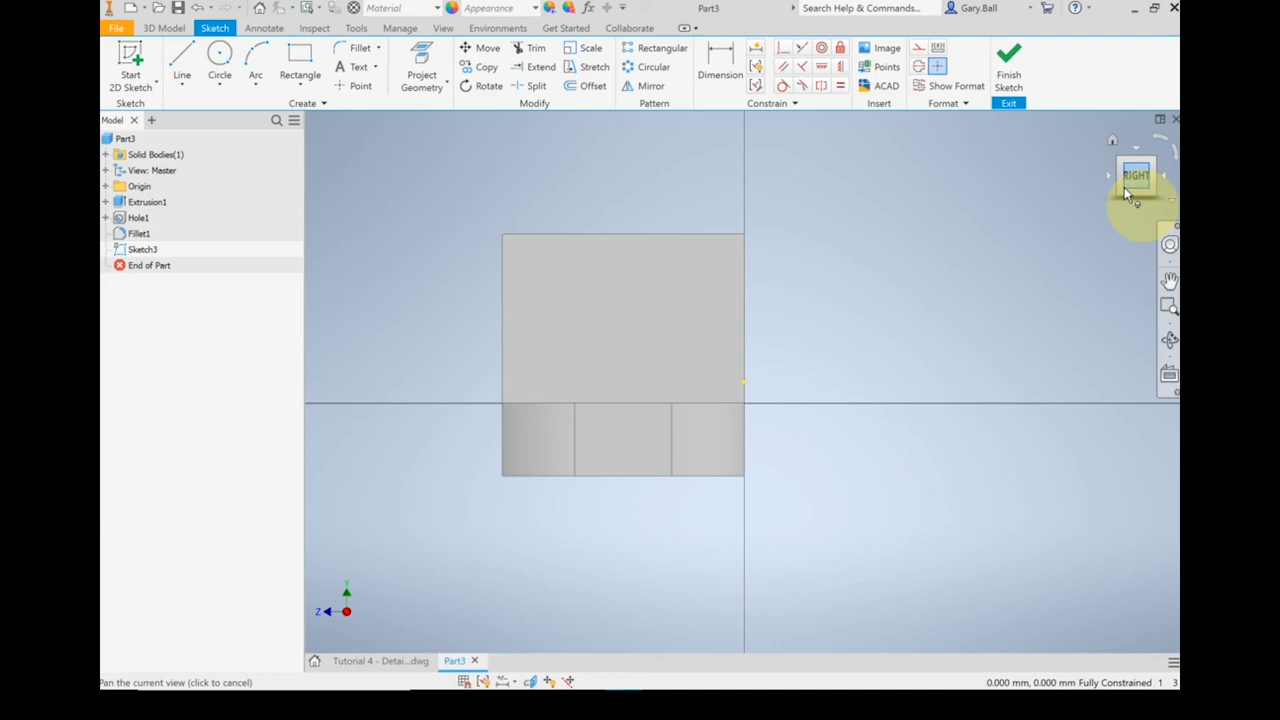 Material
Appearance
Part3
Search Help & Commands...
Gary.Ball
File
3D Model
Sketch
Annotate
Inspect
Tools
Manage
View
Environments
Get Started
Collaborate
Start
2D Sketch
Line
Circle
Arc
Rectangle
Fillet
Text
Point
Project
Geometry
Move
Copy
Rotate
Trim
Extend
Split
Scale
Stretch
Offset
Rectangular
Circular
Mirror
Dimension
Image
Points
ACAD
Show Format
Finish
Sketch
Sketch
Create
Modify
Pattern
Constrain
Insert
Format
Exit
Model
Part3
Solid Bodies(1)
View: Master
Origin
Extrusion1
Hole1
Fillet1
Sketch3
End of Part
RIGHT
Y
Z
Tutorial 4 - Detai...dwg
Part3
Pan the current view (click to cancel)
0.000 mm, 0.000 mm Fully Constrained 1 3